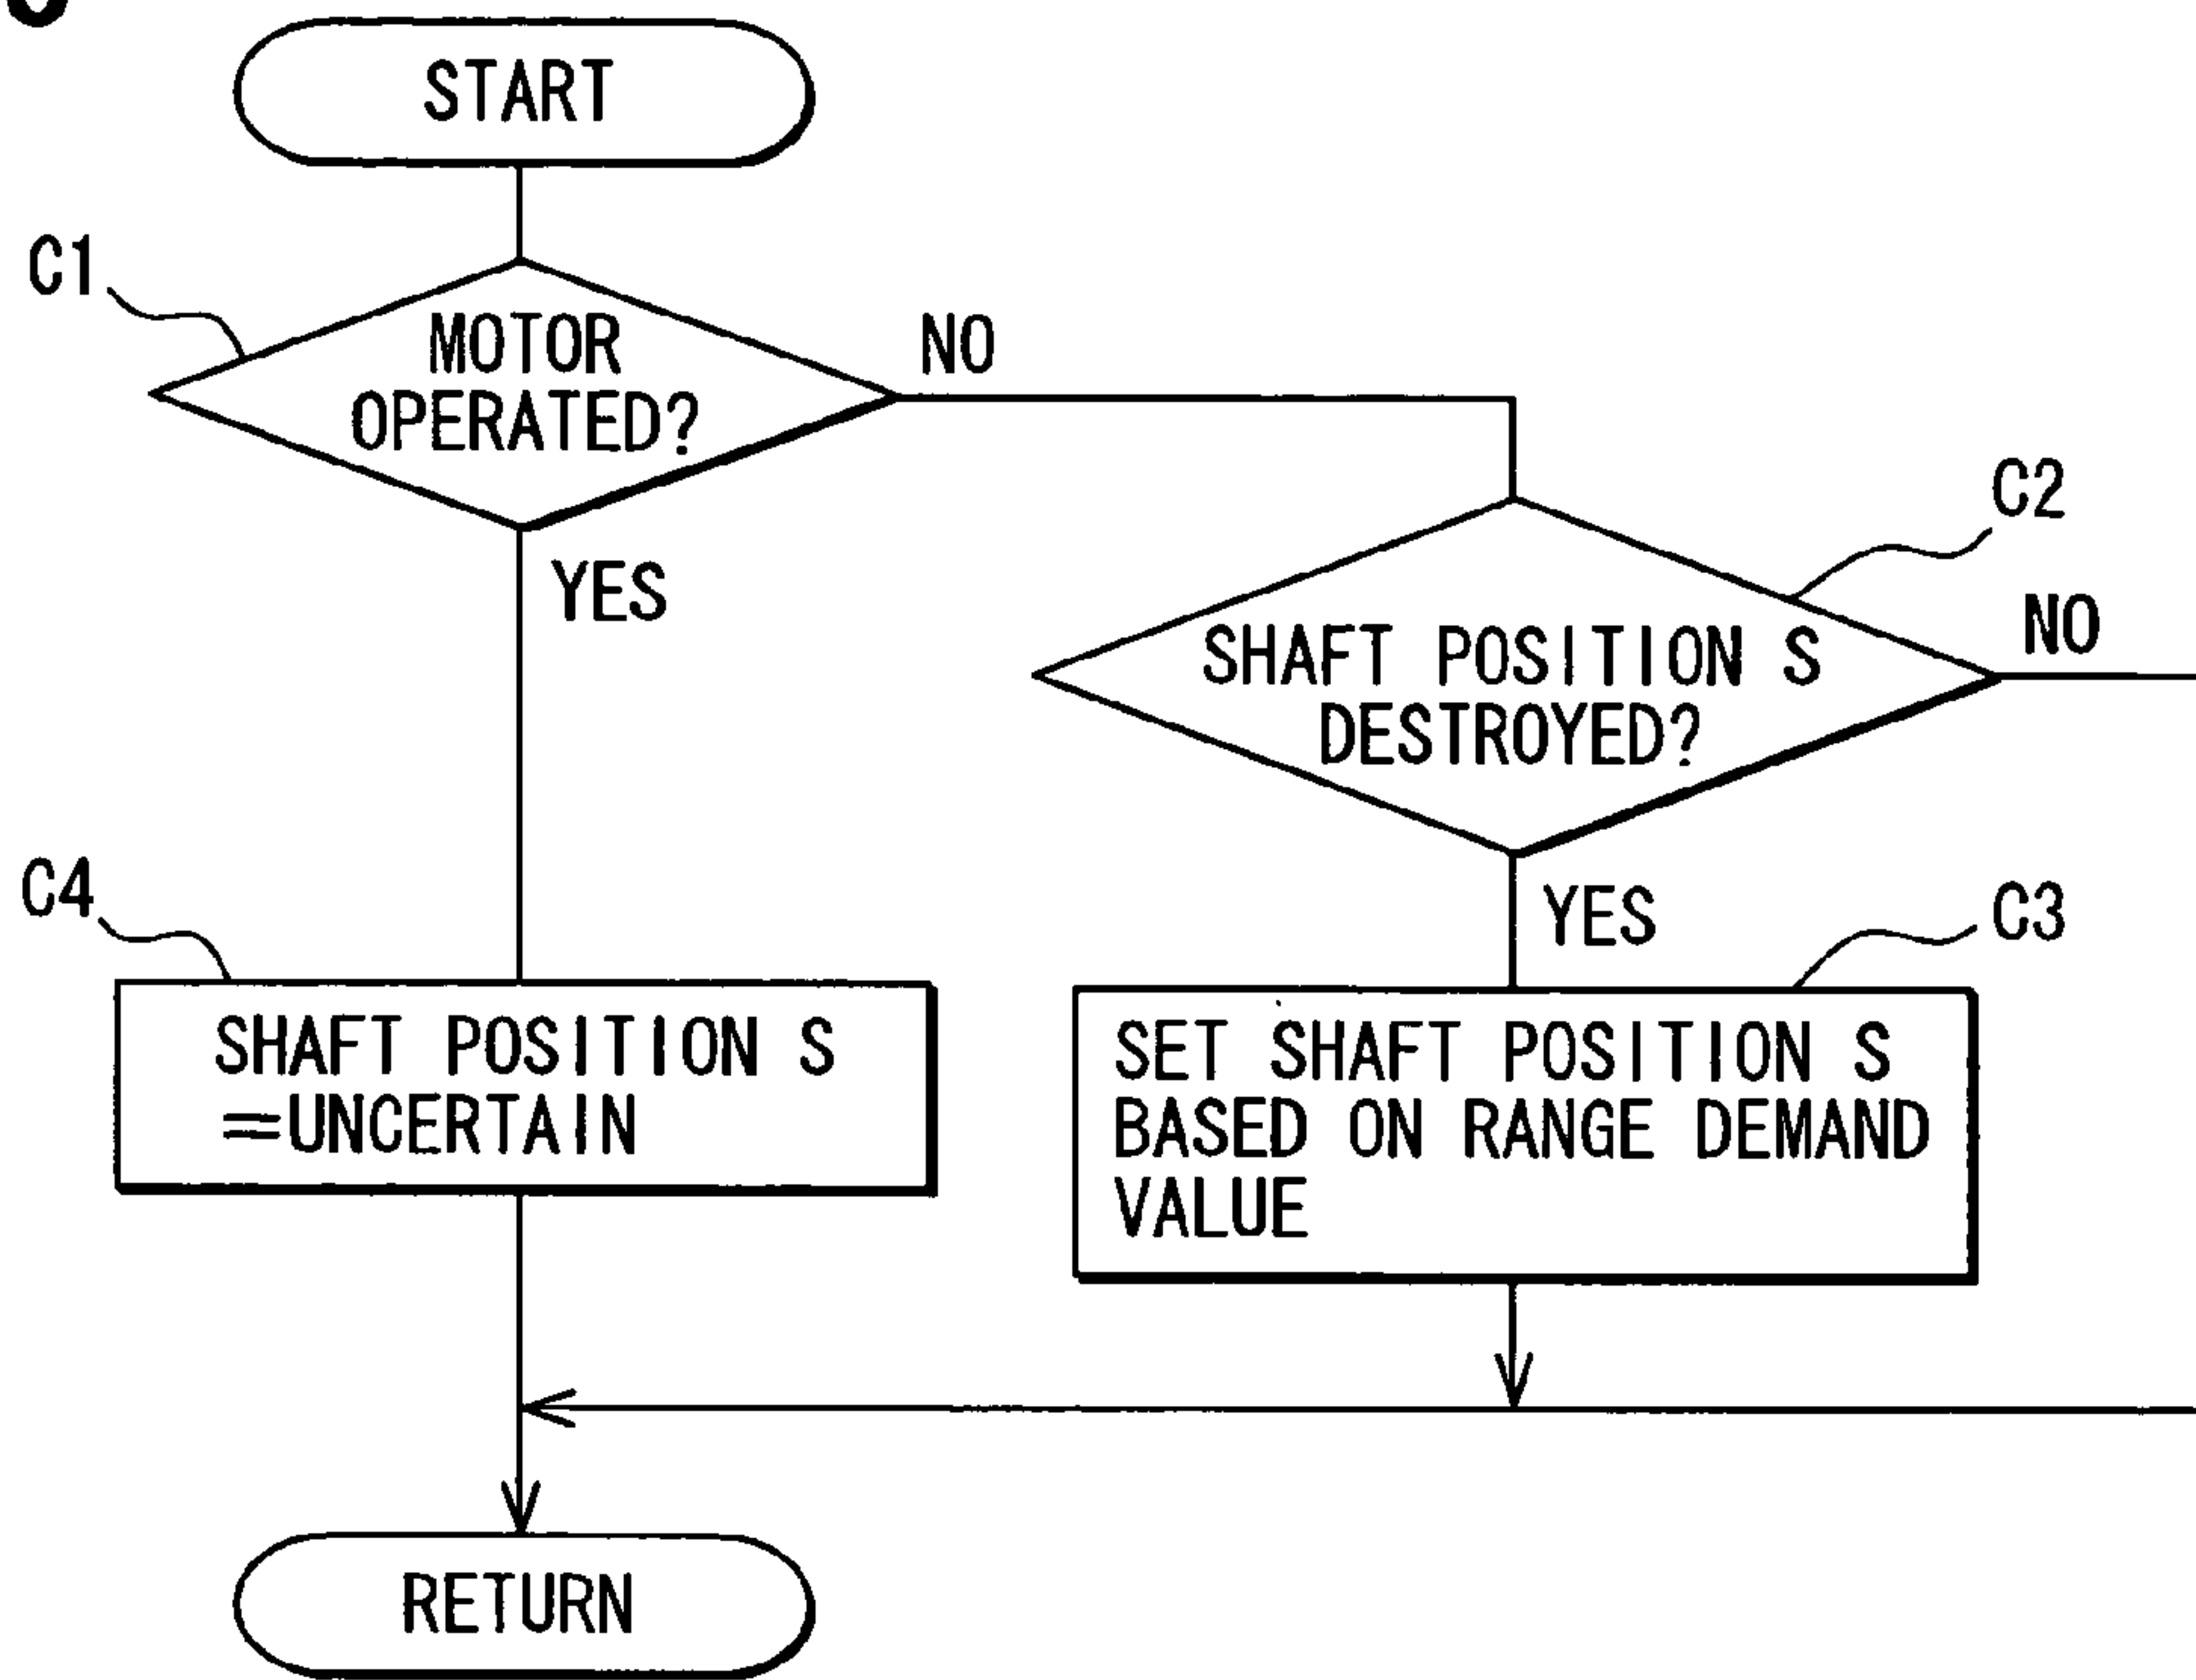 START
C1
MOTOR
OPERATED?
NO
YES
C2
SHAFT POSITION S
DESTROYED?
NO
YES
C4
SHAFT POSITION S
=UNCERTAIN
C3
SET SHAFT POSITION S
BASED ON RANGE DEMAND
VALUE
RETURN